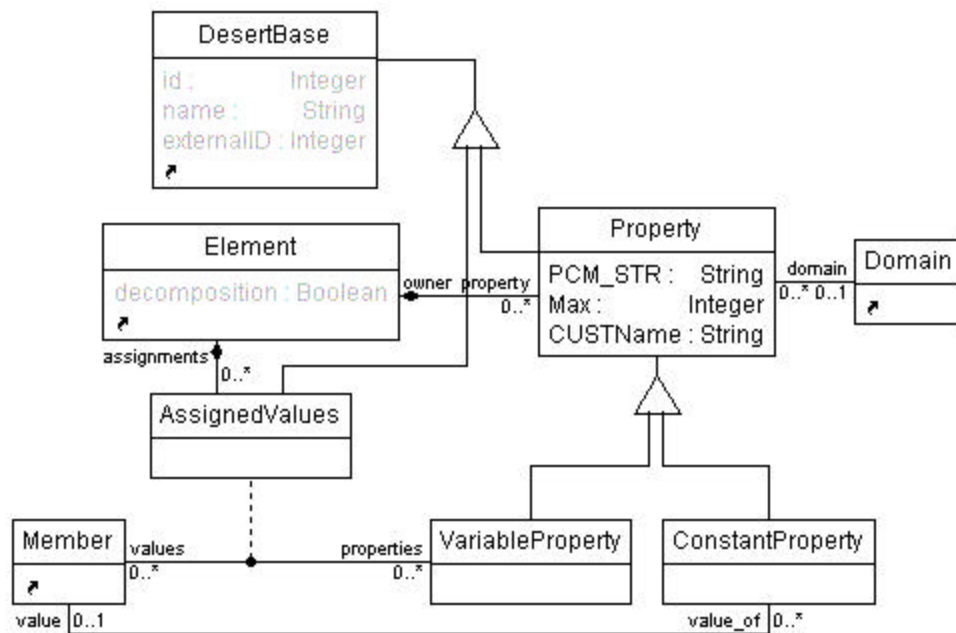 DesertBase
id : Integer
name : String
externalID : Integer
Element
decomposition : Boolean
owner property
0..*
Property
PCM_STR : String
Max : Integer
CUSTName : String
domain
0..* 0..1
Domain
assignments
0..*
AssignedValues
Member
values
0..*
properties
0..*
VariableProperty
ConstantProperty
value 0..1
value_of 0..*